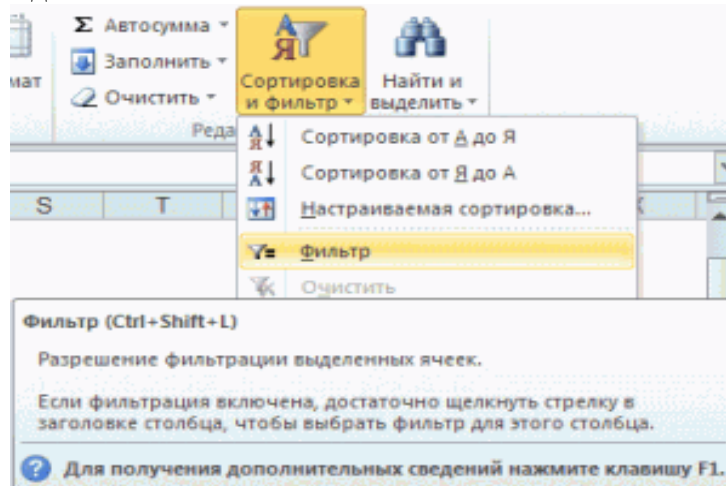 Σ Автосумма
Заполнить
Очистить
мат
Сортировка
и фильтр
Найти и
выделить
Реда
Сортировка от А до Я
Сортировка от Я до А
Настраиваемая сортировка...
S T
Фильтр
Очистить
Фильтр (Ctrl+Shift+L)
Разрешение фильтрации выделенных ячеек.
Если фильтрация включена, достаточно щелкнуть стрелку в
заголовке столбца, чтобы выбрать фильтр для этого столбца.
Для получения дополнительных сведений нажмите клавишу F1.